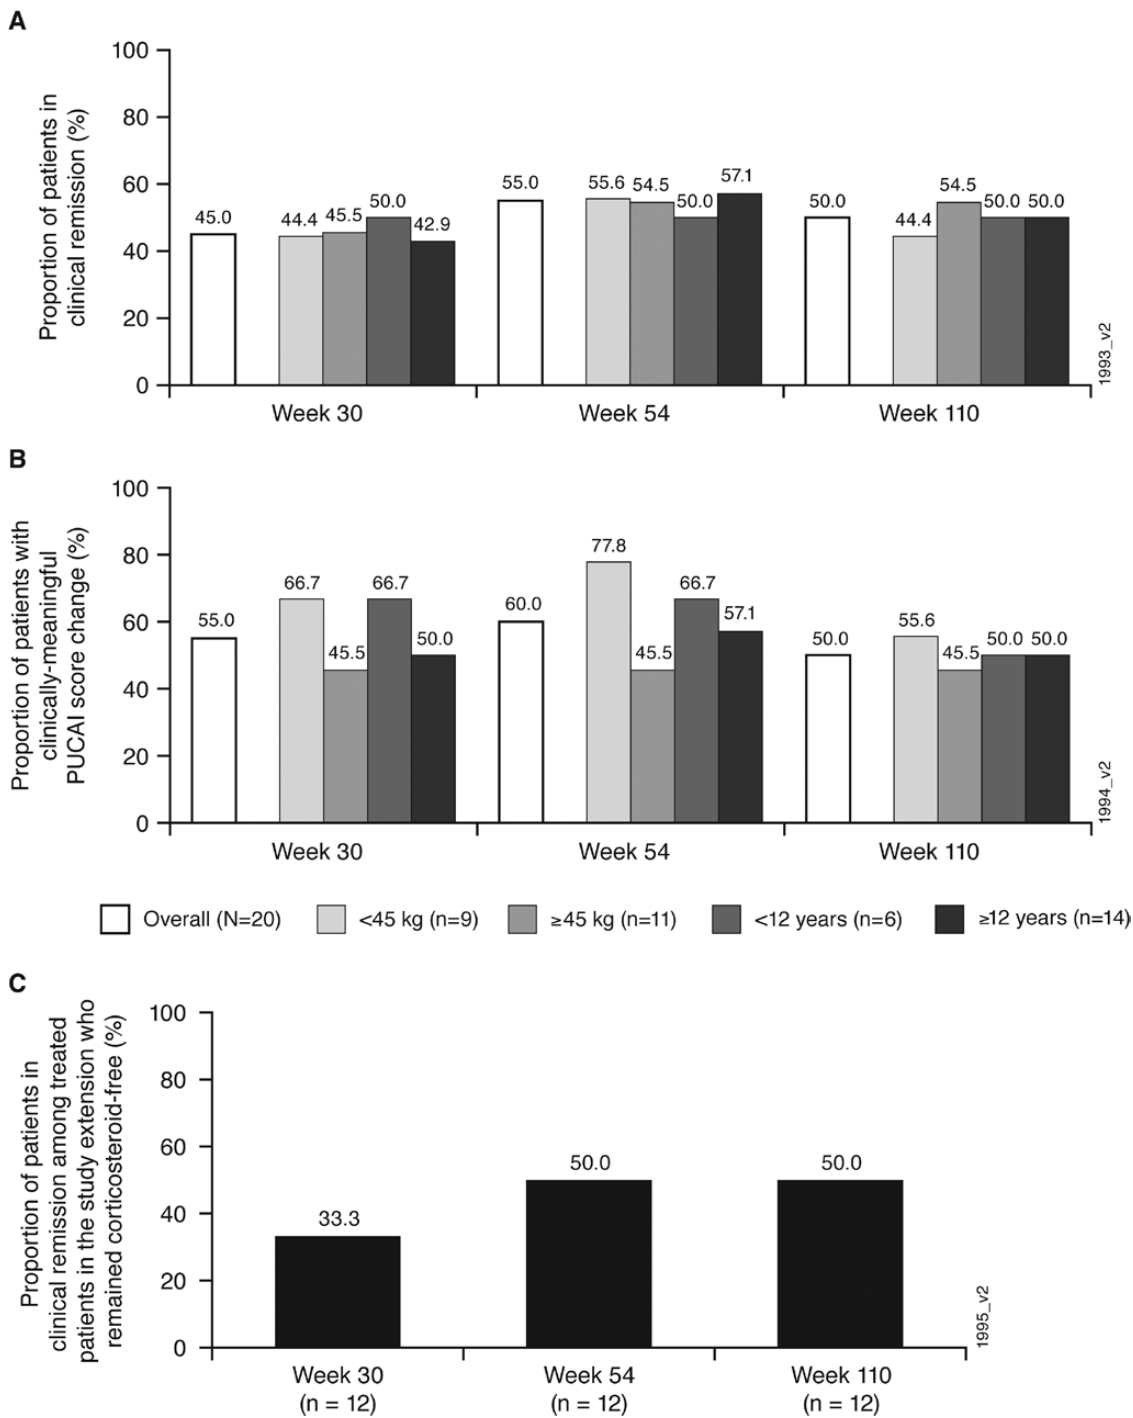 A
Proportion of patients in
clinical remission (%)
100
80
60
40
20
0
45.0
44.4
45.5
50.0
42.9
55.0
55.6
54.5
50.0
57.1
50.0
44.4
54.5
50.0
50.0
Week 30
Week 54
Week 110
1993_v2
B
Proportion of patients with
clinically-meaningful
PUCAI score change (%)
100
80
60
40
20
0
55.0
66.7
45.5
66.7
50.0
60.0
77.8
45.5
66.7
57.1
50.0
55.6
45.5
50.0
50.0
Week 30
Week 54
Week 110
1994_v2
Overall (N=20)
<45 kg (n=9)
≥45 kg (n=11)
<12 years (n=6)
≥12 years (n=14)
C
Proportion of patients in
clinical remission among treated
patients in the study extension who
remained corticosteroid-free (%)
100
80
60
40
20
0
33.3
50.0
50.0
Week 30
(n = 12)
Week 54
(n = 12)
Week 110
(n = 12)
1995_v2